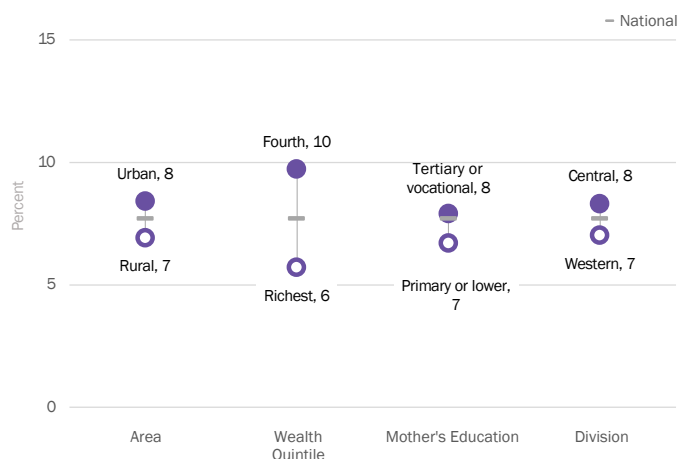 – National
15
Fourth, 10
10
Tertiary or
vocational, 8
Urban, 8
Central, 8
Percent
Rural, 7
Western, 7
5
Richest, 6
Primary or lower,
7
0
Area
Wealth
Quintile
Mother's Education
Division